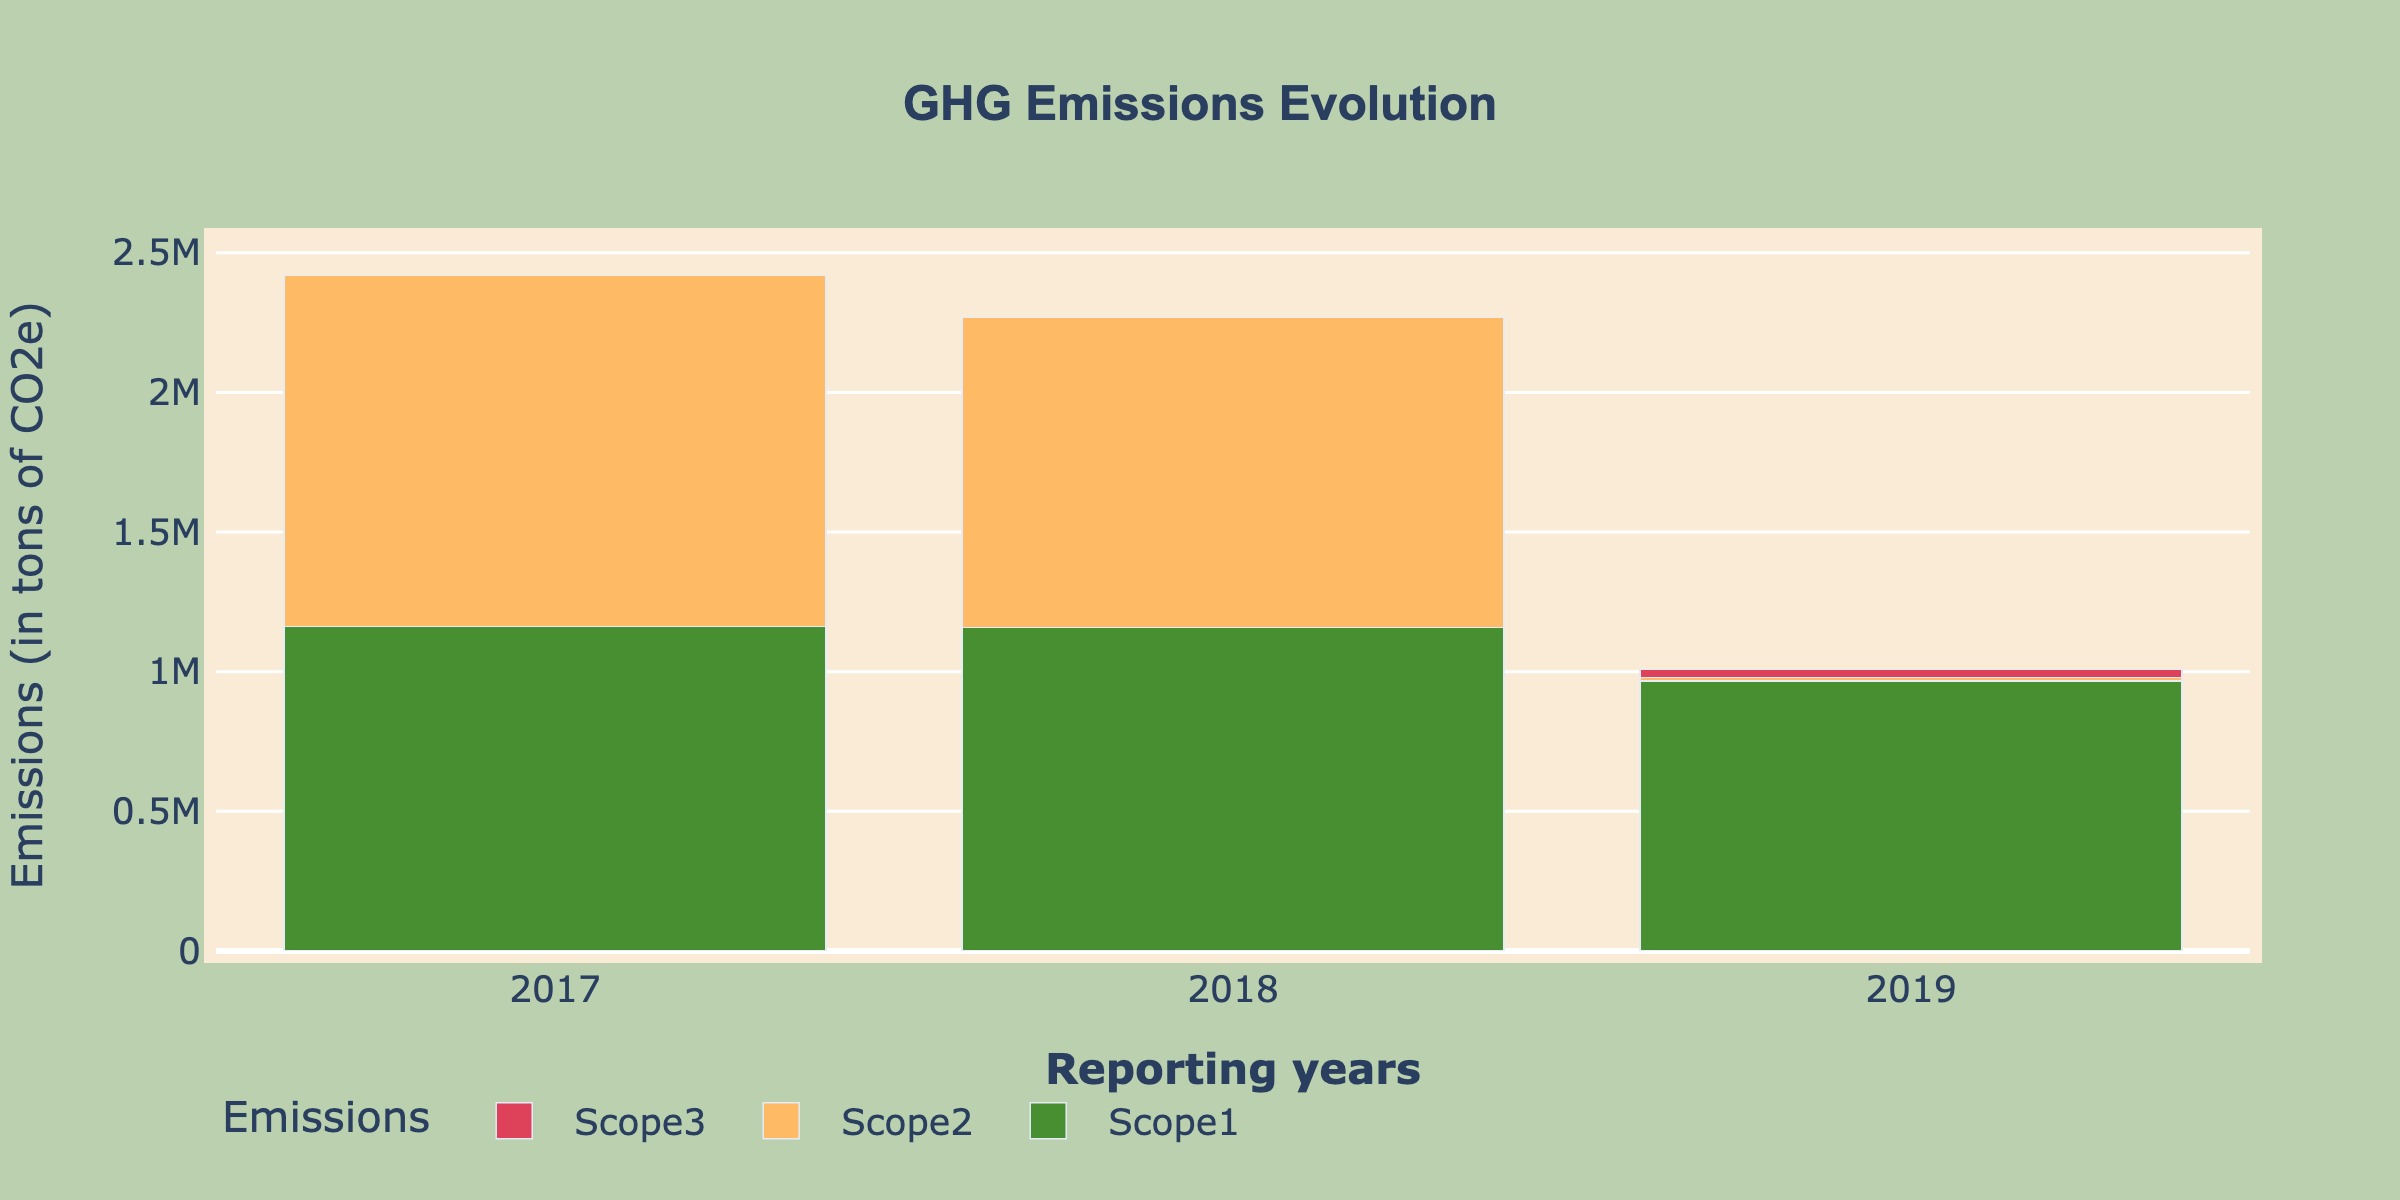 GHG Emissions Evolution
Emissions (in tons of CO2e)
2.5M
2M
1.5M
1M
0.5M
0
2017 2018 2019
Reporting years
Emissions Scope3 Scope2 Scope1